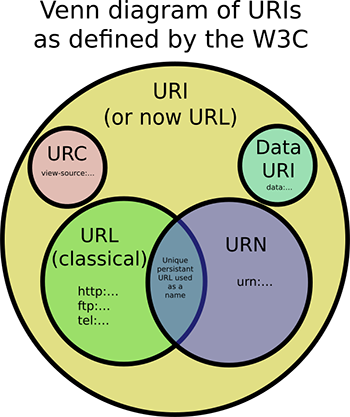 Venn diagram of URIs
as defined by the W3C
URI
(or now URL)
URC
view-source:...
Data
URI
data:...
URL
(classical)
http:...
ftp:...
tel:...
Unique
persistant
URL used
as a
name
URN
urn:...